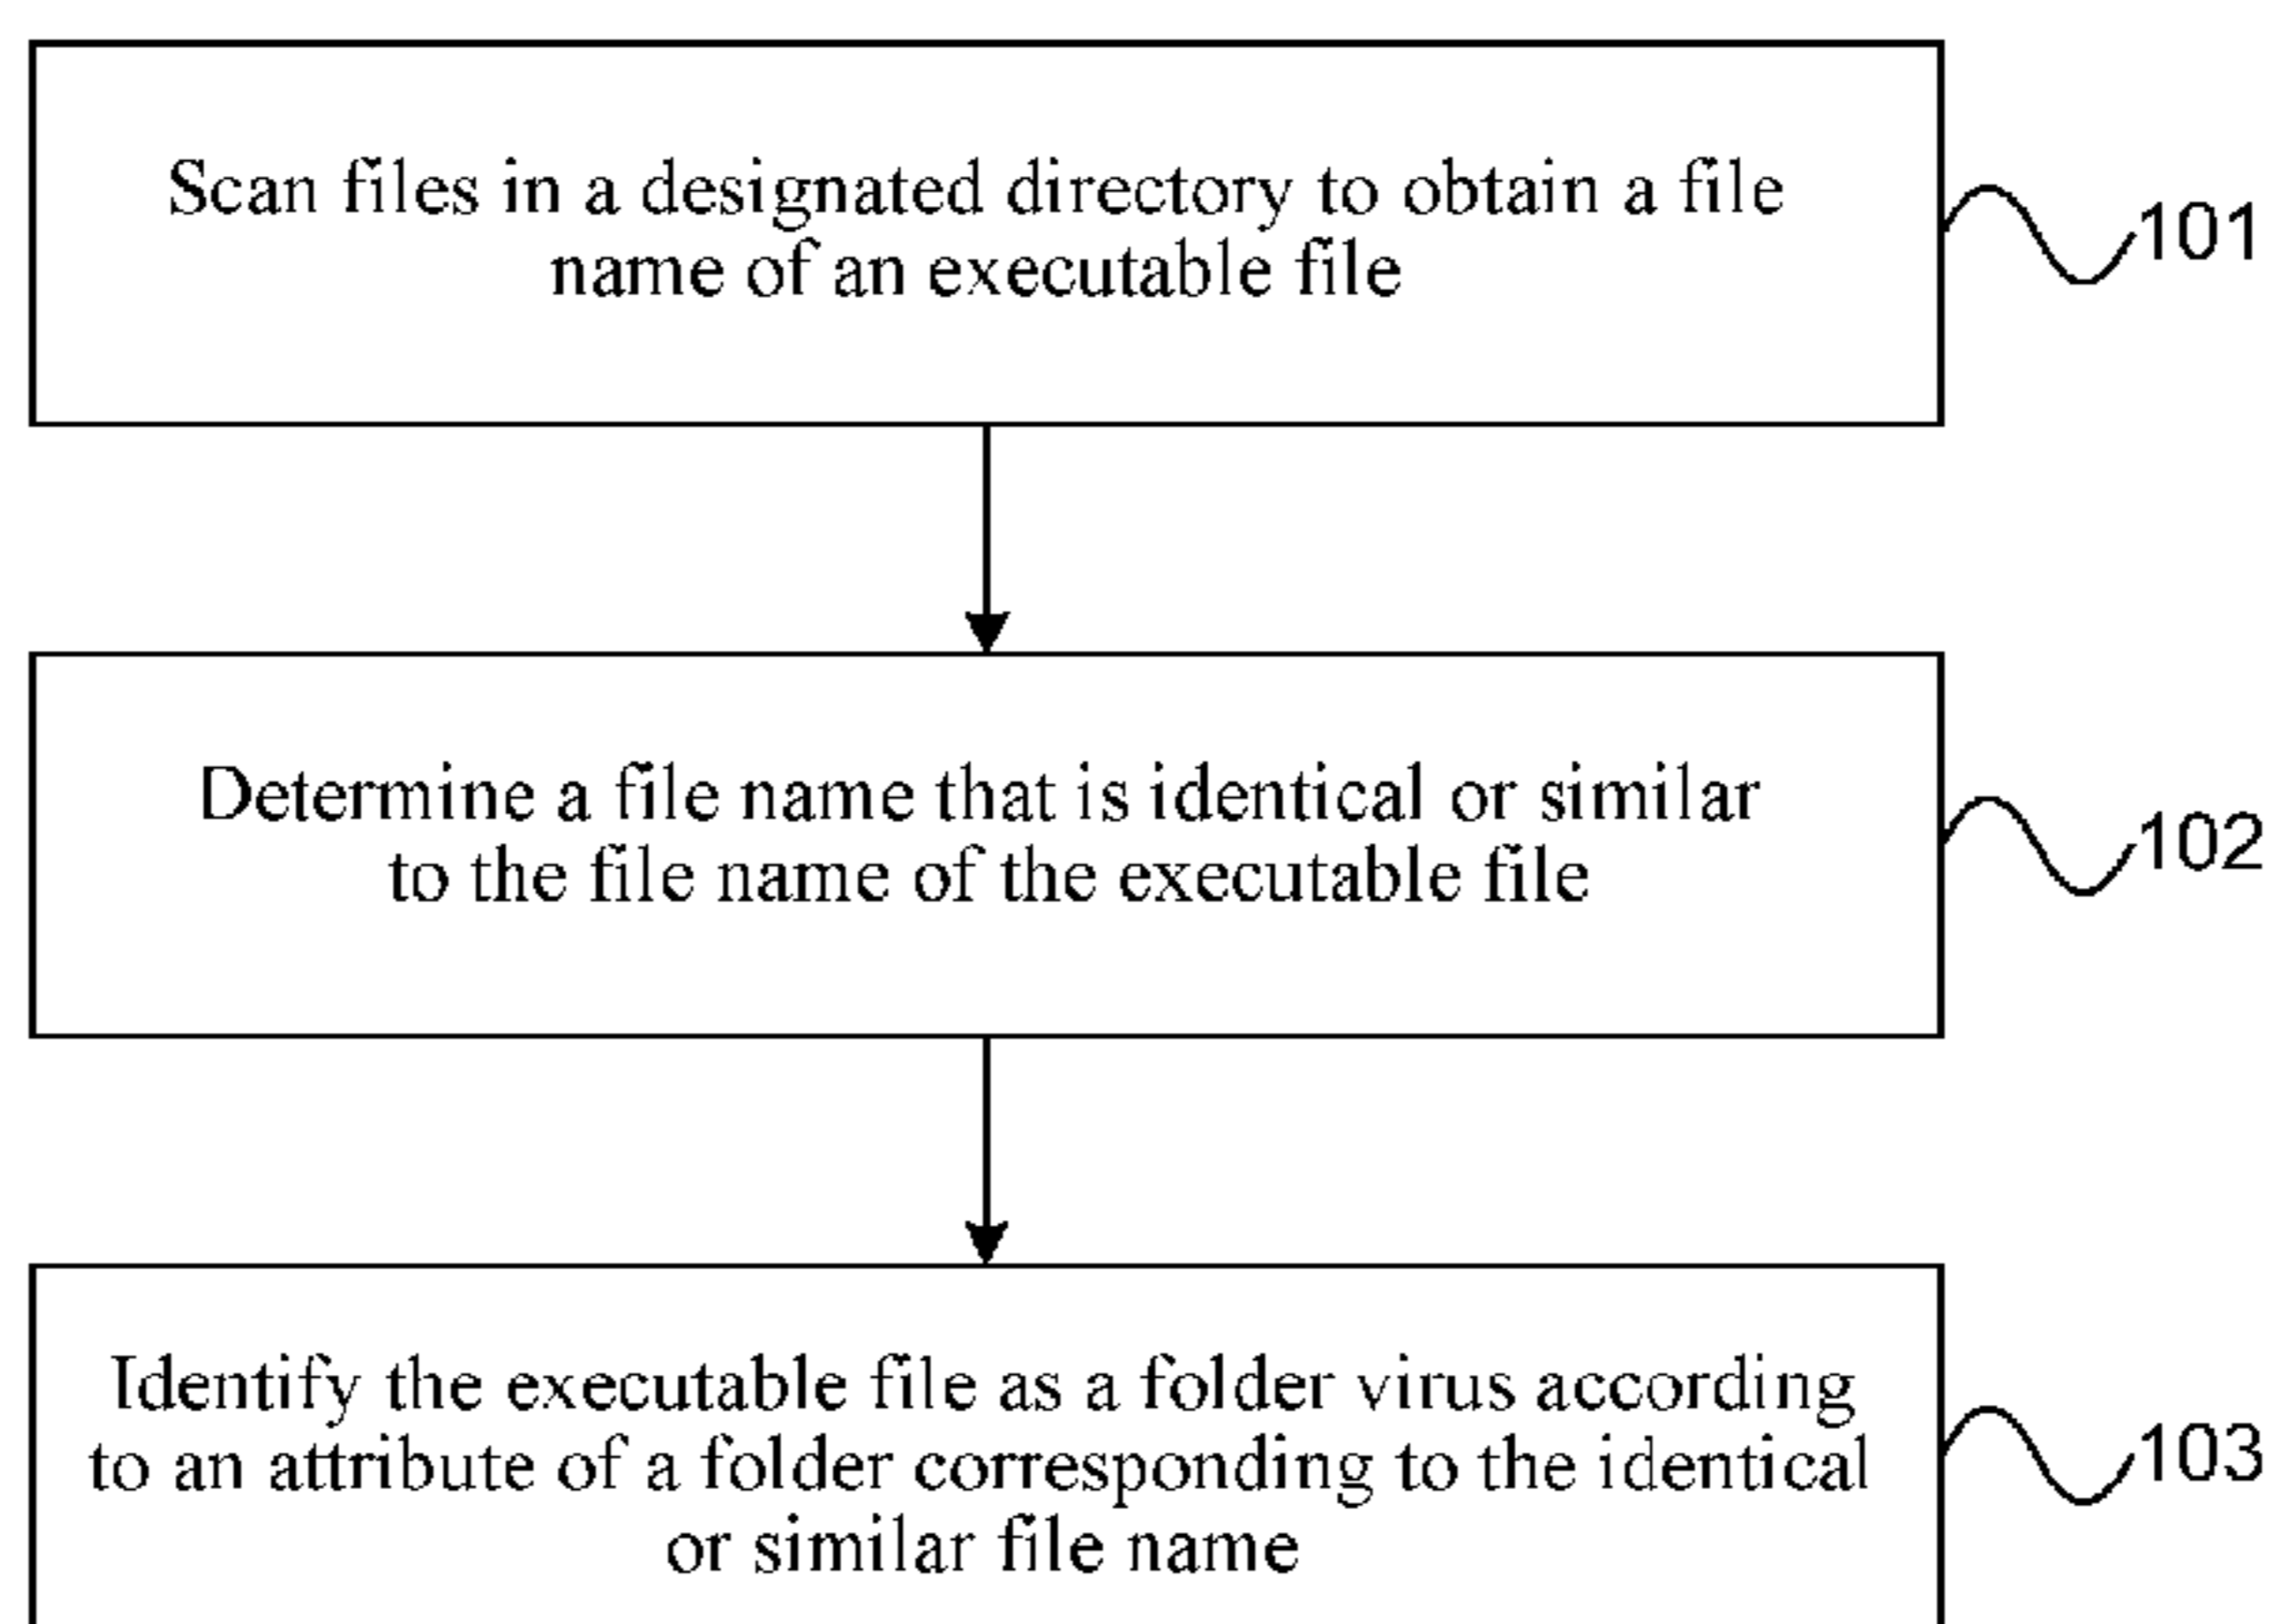 Scan files in a designated directory to obtain a file
name of an executable file
101
Determine a file name that is identical or similar
to the file name of the executable file
102
Identify the executable file as a folder virus according
to an attribute of a folder corresponding to the identical
or similar file name
103